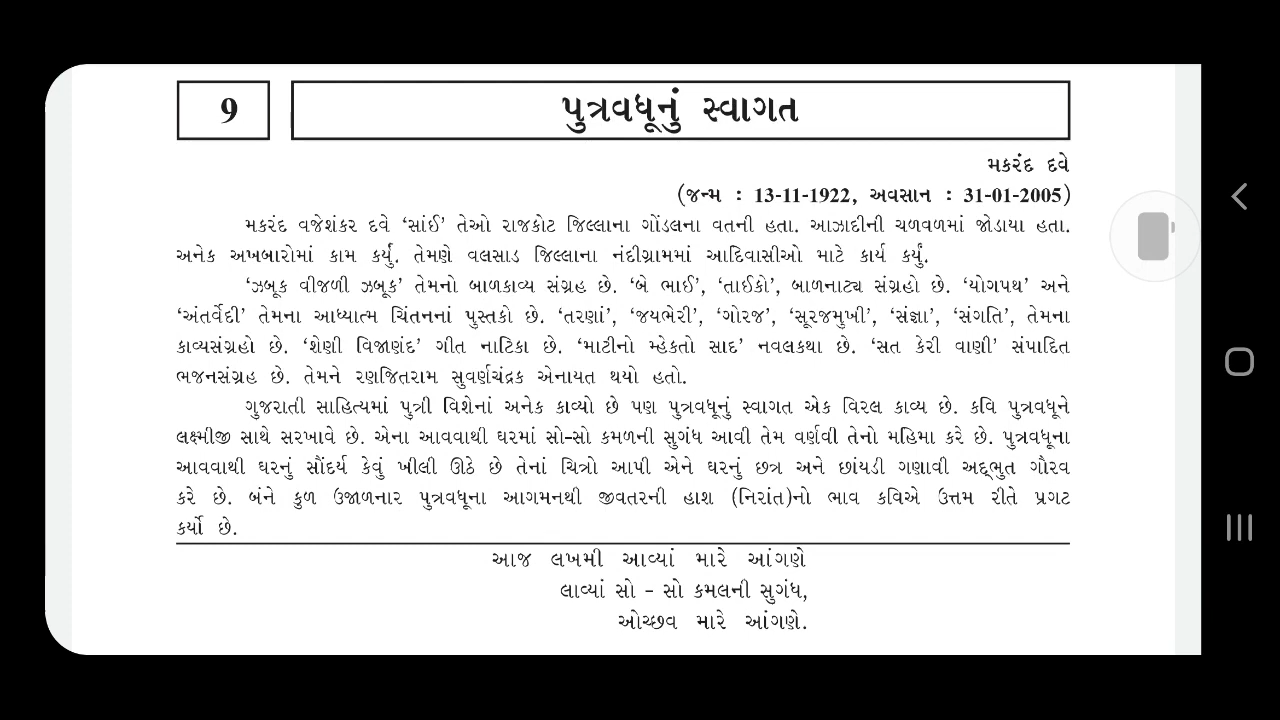 9
પુત્રવધૂનું સ્વાગત
મકરંદ દવે
(જન્મ : 13-11-1922, અવસાન : 31-01-2005)
મકરંદ વજેશંકર દવે ‘સાંઈ’ તેઓ રાજકોટ જિલ્લાના ગોંડલના વતની હતા. આઝાદીની ચળવળમાં જોડાયા હતા.
અનેક અખબારોમાં કામ કર્યું. તેમણે વલસાડ જિલ્લાના નંદીગ્રામમાં આદિવાસીઓ માટે કાર્ય કર્યું.
‘ઝબૂક વીજળી ઝબૂક’ તેમનો બાળકાવ્ય સંગ્રહ છે. ‘બે ભાઈ’, ‘તાઈકો’, બાળનાટ્ય સંગ્રહો છે. ‘યોગપથ’ અને
‘અંતર્વેદી’ તેમના આધ્યાત્મ ચિંતનનાં પુસ્તકો છે. ‘તરણાં’, ‘જયભેરી’, ‘ગોરજ’, ‘સૂરજમુખી’, ‘સંજ્ઞા’, ‘સંગતિ’, તેમના
કાવ્યસંગ્રહો છે. ‘શેણી વિજાણંદ’ ગીત નાટિકા છે. ‘માટીનો મ્હેકતો સાદ’ નવલકથા છે. ‘સત કેરી વાણી’ સંપાદિત
ભજનસંગ્રહ છે. તેમને રણજિતરામ સુવર્ણચંદ્રક એનાયત થયો હતો.
ગુજરાતી સાહિત્યમાં પુત્રી વિશેનાં અનેક કાવ્યો છે પણ પુત્રવધૂનું સ્વાગત એક વિરલ કાવ્ય છે. કવિ પુત્રવધૂને
લક્ષ્મીજી સાથે સરખાવે છે. એના આવવાથી ઘરમાં સો-સો કમળની સુગંધ આવી તેમ વર્ણવી તેનો મહિમા કરે છે. પુત્રવધૂના
આવવાથી ઘરનું સૌંદર્ય કેવું ખીલી ઊઠે છે તેનાં ચિત્રો આપી એને ઘરનું છત્ર અને છાંયડી ગણાવી અદ્ભુત ગૌરવ
કરે છે. બંને કુળ ઉજાળનાર પુત્રવધૂના આગમનથી જીવતરની હાશ (નિરાંત)નો ભાવ કવિએ ઉત્તમ રીતે પ્રગટ
કર્યો છે.
આજ લખમી આવ્યાં મારે આંગણે
લાવ્યાં સો - સો કમલની સુગંધ,
ઓચ્છવ મારે આંગણે.